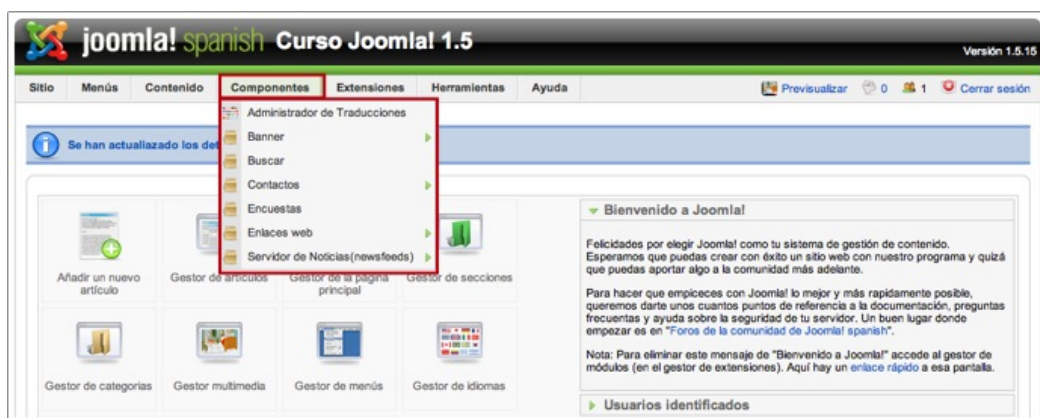 joomla! spanish Curso Joomla! 1.5
Versión 1.5.15
Sitio Menús Contenido Componentes Extensiones Herramientas Ayuda Previsualizar 0 1 Cerrar sesión
Administrador de Traducciones
Banner
Buscar
Contactos
Encuestas
Enlaces web
Servidor de Noticias(newsfeeds)
Se han actualiazado los det
Añadir un nuevo
artículo
Gestor de artículos
Gestor de la página
principal
Gestor de secciones
Gestor de categorías
Gestor multimedia
Gestor de menús
Gestor de idiomas
Bienvenido a Joomla!
Felicidades por elegir Joomla! como tu sistema de gestión de contenido.
Esperamos que puedas crear con éxito un sitio web con nuestro programa y quizá
que puedas aportar algo a la comunidad más adelante.
Para hacer que empiceces con Joomla! lo mejor y más rapidamente posible,
queremos darte unos cuantos puntos de referencia a la documentación, preguntas
frecuentas y ayuda sobre la seguridad de tu servidor. Un buen lugar donde
empezar es en "Foros de la comunidad de Joomla! spanish".
Nota: Para eliminar este mensaje de "Bienvenido a Joomla!" accede al gestor de
módulos (en el gestor de extensiones). Aquí hay un enlace rápido a esa pantalla.
Usuarios identificados